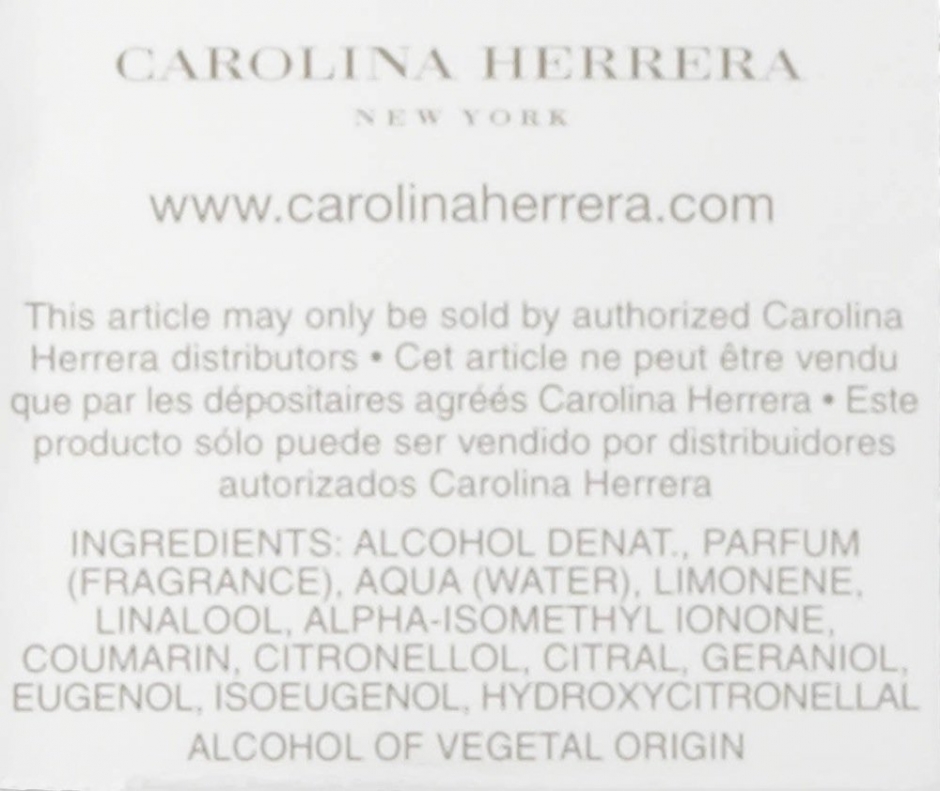 CAROLINA HERRERA
NEW YORK
www.carolinaherrera.com
This article may only be sold by authorized Carolina
Herrera distributors • Cet article ne peut être vendu
que par les dépositaires agréés Carolina Herrera • Este
producto sólo puede ser vendido por distribuidores
autorizados Carolina Herrera
INGREDIENTS: ALCOHOL DENAT., PARFUM
(FRAGRANCE), AQUA (WATER), LIMONENE,
LINALOOL, ALPHA-ISOMETHYL IONONE,
COUMARIN, CITRONELLOL, CITRAL, GERANIOL,
EUGENOL, ISOEUGENOL, HYDROXYCITRONELLAL
ALCOHOL OF VEGETAL ORIGIN